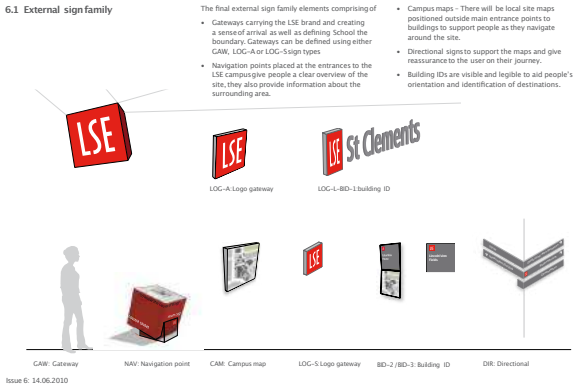 6.1 External sign family
The final external sign family elements comprising of
• Gateways carrying the LSE brand and creating
a sense of arrival as well as defining School the
boundary. Gateways can be defined using either
GAW, LOG-A or LOG-S sign types
• Navigation points placed at the entrances to the
LSE campus give people a clear overview of the
site, they also provide information about the
surrounding area.
• Campus maps - There will be local site maps
positioned outside main entrance points to
buildings to support people as they navigate
around the site.
• Directional signs to support the maps and give
reassurance to the user on their journey.
• Building IDs are visible and legible to aid people's
orientation and identification of destinations.
LSE
LSE
LSE St Clements
LOG-A:Logo gateway
LOG-L-BID-1:building ID
LSE
GAW: Gateway
NAV: Navigation point
CAM: Campus map
LOG-S:Logo gateway
BID-2 /BID-3: Building ID
DIR: Directional
Issue 6: 14.06.2010